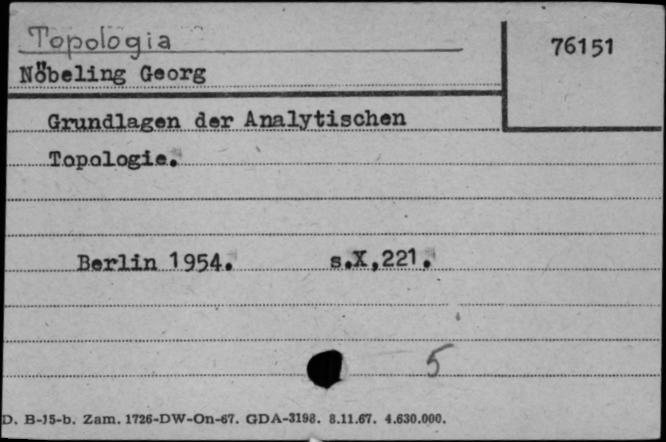 Topologia
76151
Nöbeling Georg
Grundlagen der Analytischen
Topologie.
Berlin 1954. s.X,221.
5
D. B-15-b. Zam. 1726-DW-On-67. GDA-3198. 8.11.67. 4.630.000.